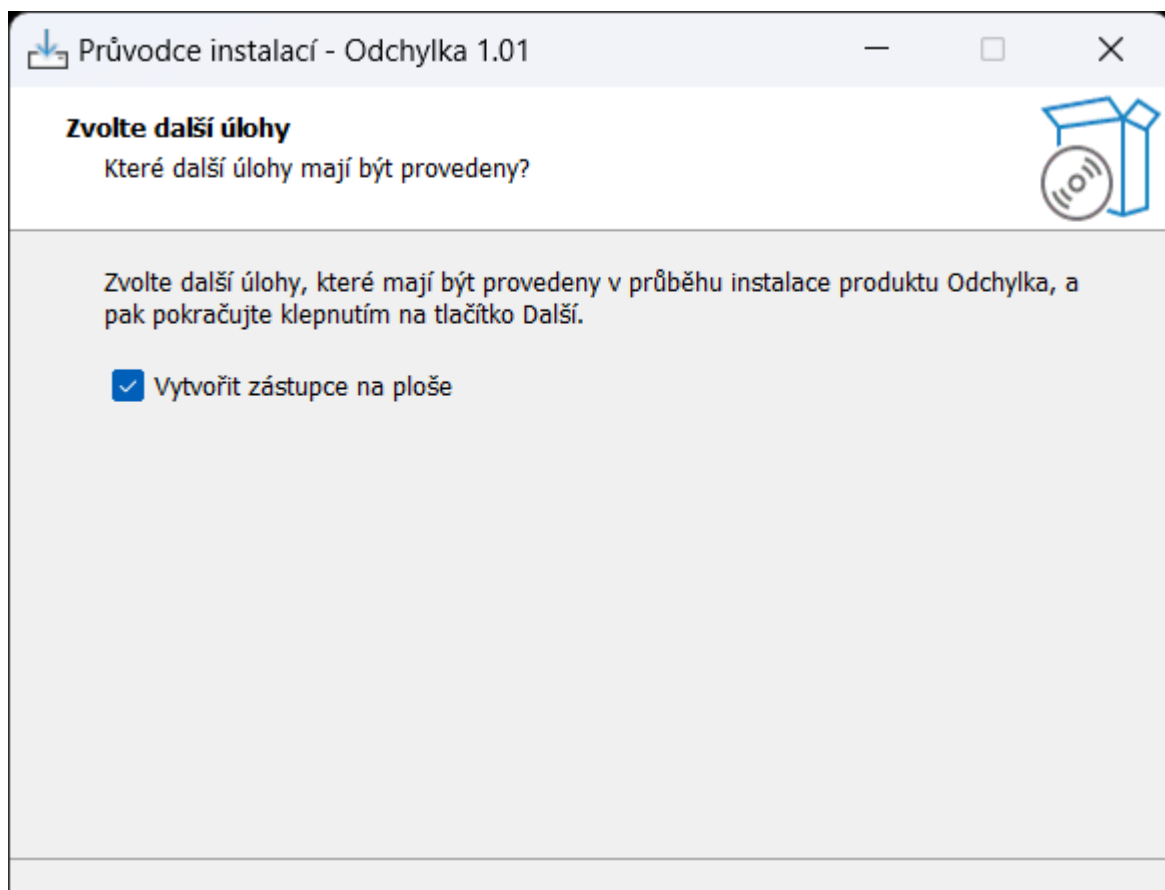 Průvodce instalací - Odchylka 1.01
Zvolte další úlohy
Které další úlohy mají být provedeny?
Zvolte další úlohy, které mají být provedeny v průběhu instalace produktu Odchylka, a
pak pokračujte klepnutím na tlačítko Další.
Vytvořit zástupce na ploše